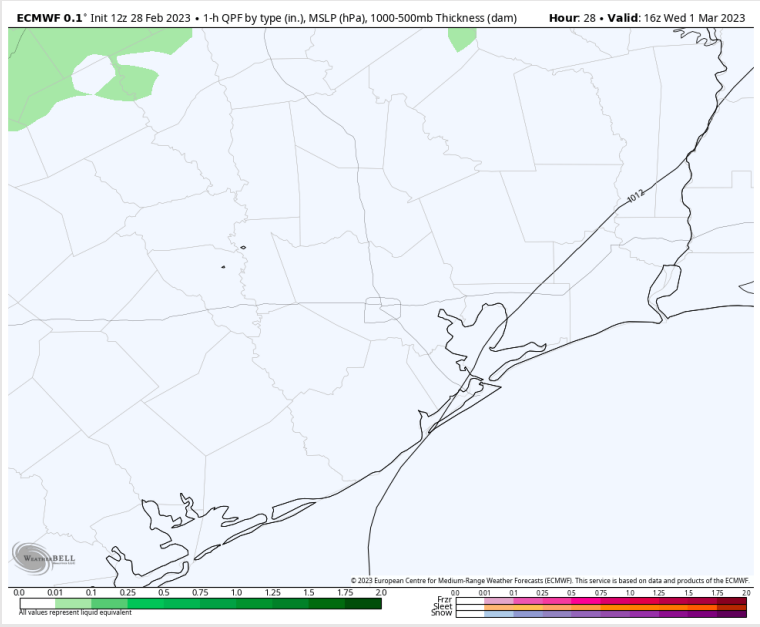 ECMWF 0.1° Init 12z 28 Feb 2023 • 1-h QPF by type (in.), MSLP (hPa), 1000-500mb Thickness (dam)
Hour: 28 • Valid: 16z Wed 1 Mar 2023
1012
WEATHERBELL
© 2023 European Centre for Medium-Range Weather Forecasts (ECMWF). This service is based on data and products of the ECMWF.
0.0 0.01 0.1 0.25 0.5 0.75 1.0 1.25 1.5 1.75 2.0
All values represent liquid equivalent
0.0 0.01 0.1 0.25 0.5 0.75 1.0 1.25 1.5 1.75 2.0
Frzr
Sleet
Snow